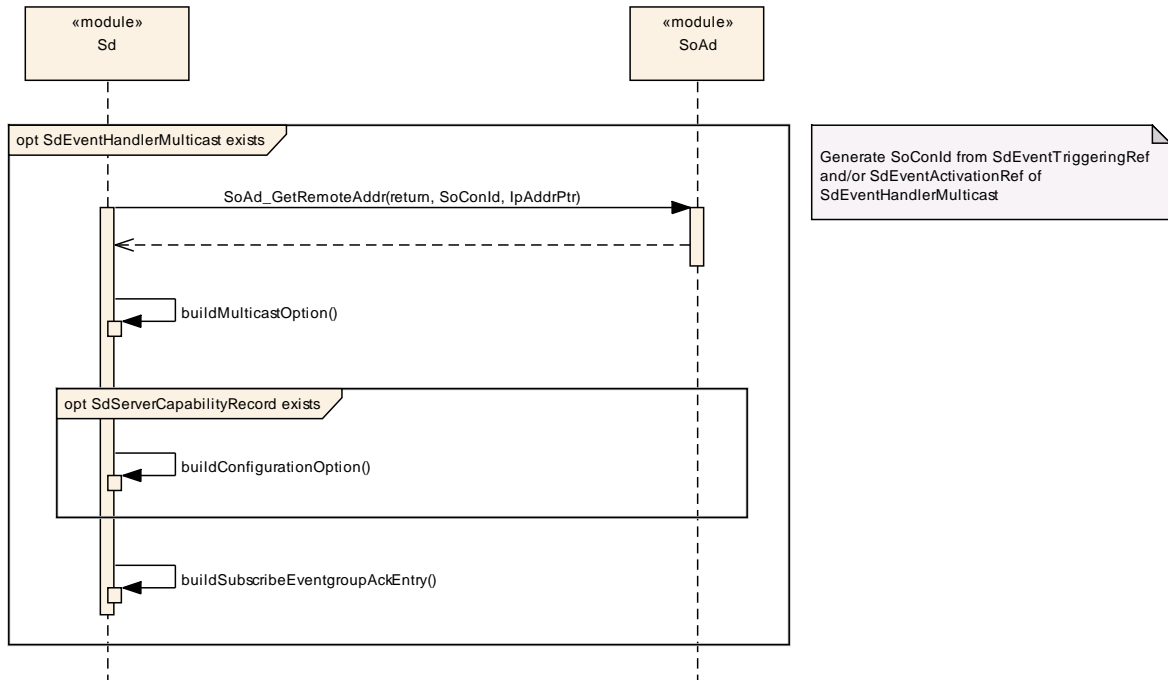 «module»
Sd
«module»
SoAd
opt SdEventHandlerMulticast exists
Generate SoConId from SdEventTriggeringRef
and/or SdEventActivationRef of
SdEventHandlerMulticast
SoAd_GetRemoteAddr(return, SoConId, IpAddrPtr)
buildMulticastOption()
opt SdServerCapabilityRecord exists
buildConfigurationOption()
buildSubscribeEventgroupAckEntry()